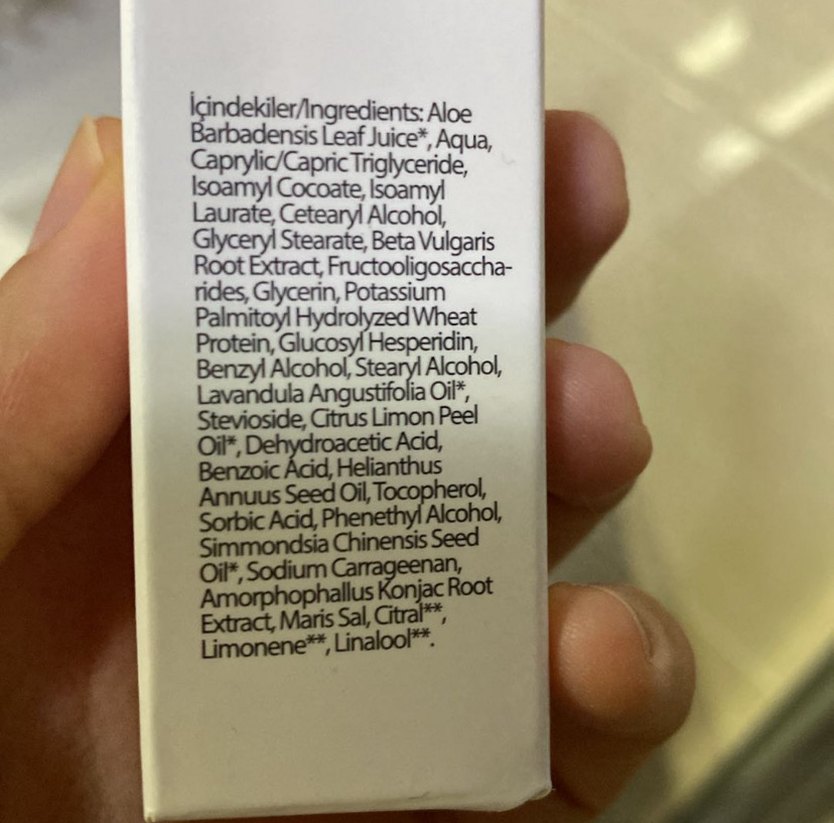 İçindekiler/Ingredients: Aloe
Barbadensis Leaf Juice*, Aqua,
Caprylic/Capric Triglyceride,
Isoamyl Cocoate, Isoamyl
Laurate, Cetearyl Alcohol,
Glyceryl Stearate, Beta Vulgaris
Root Extract, Fructooligosaccha-
rides, Glycerin, Potassium
Palmitoyl Hydrolyzed Wheat
Protein, Glucosyl Hesperidin,
Benzyl Alcohol, Stearyl Alcohol,
Lavandula Angustifolia Oil*,
Stevioside, Citrus Limon Peel
Oil*, Dehydroacetic Acid,
Benzoic Acid, Helianthus
Annuus Seed Oil, Tocopherol,
Sorbic Acid, Phenethyl Alcohol,
Simmondsia Chinensis Seed
Oil*, Sodium Carrageenan,
Amorphophallus Konjac Root
Extract, Maris Sal, Citral**,
Limonene**, Linalool**.